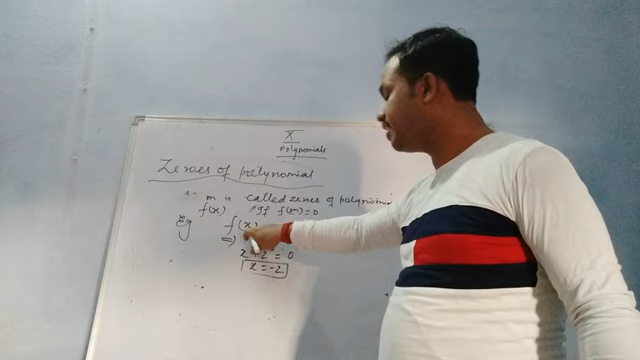 X
Polynomials
Zeroes of polynomial
m is called zeroes of polynomial
f(x) If f(m)=0
Eg f(x)
⇒
x+2 = 0
x = -2